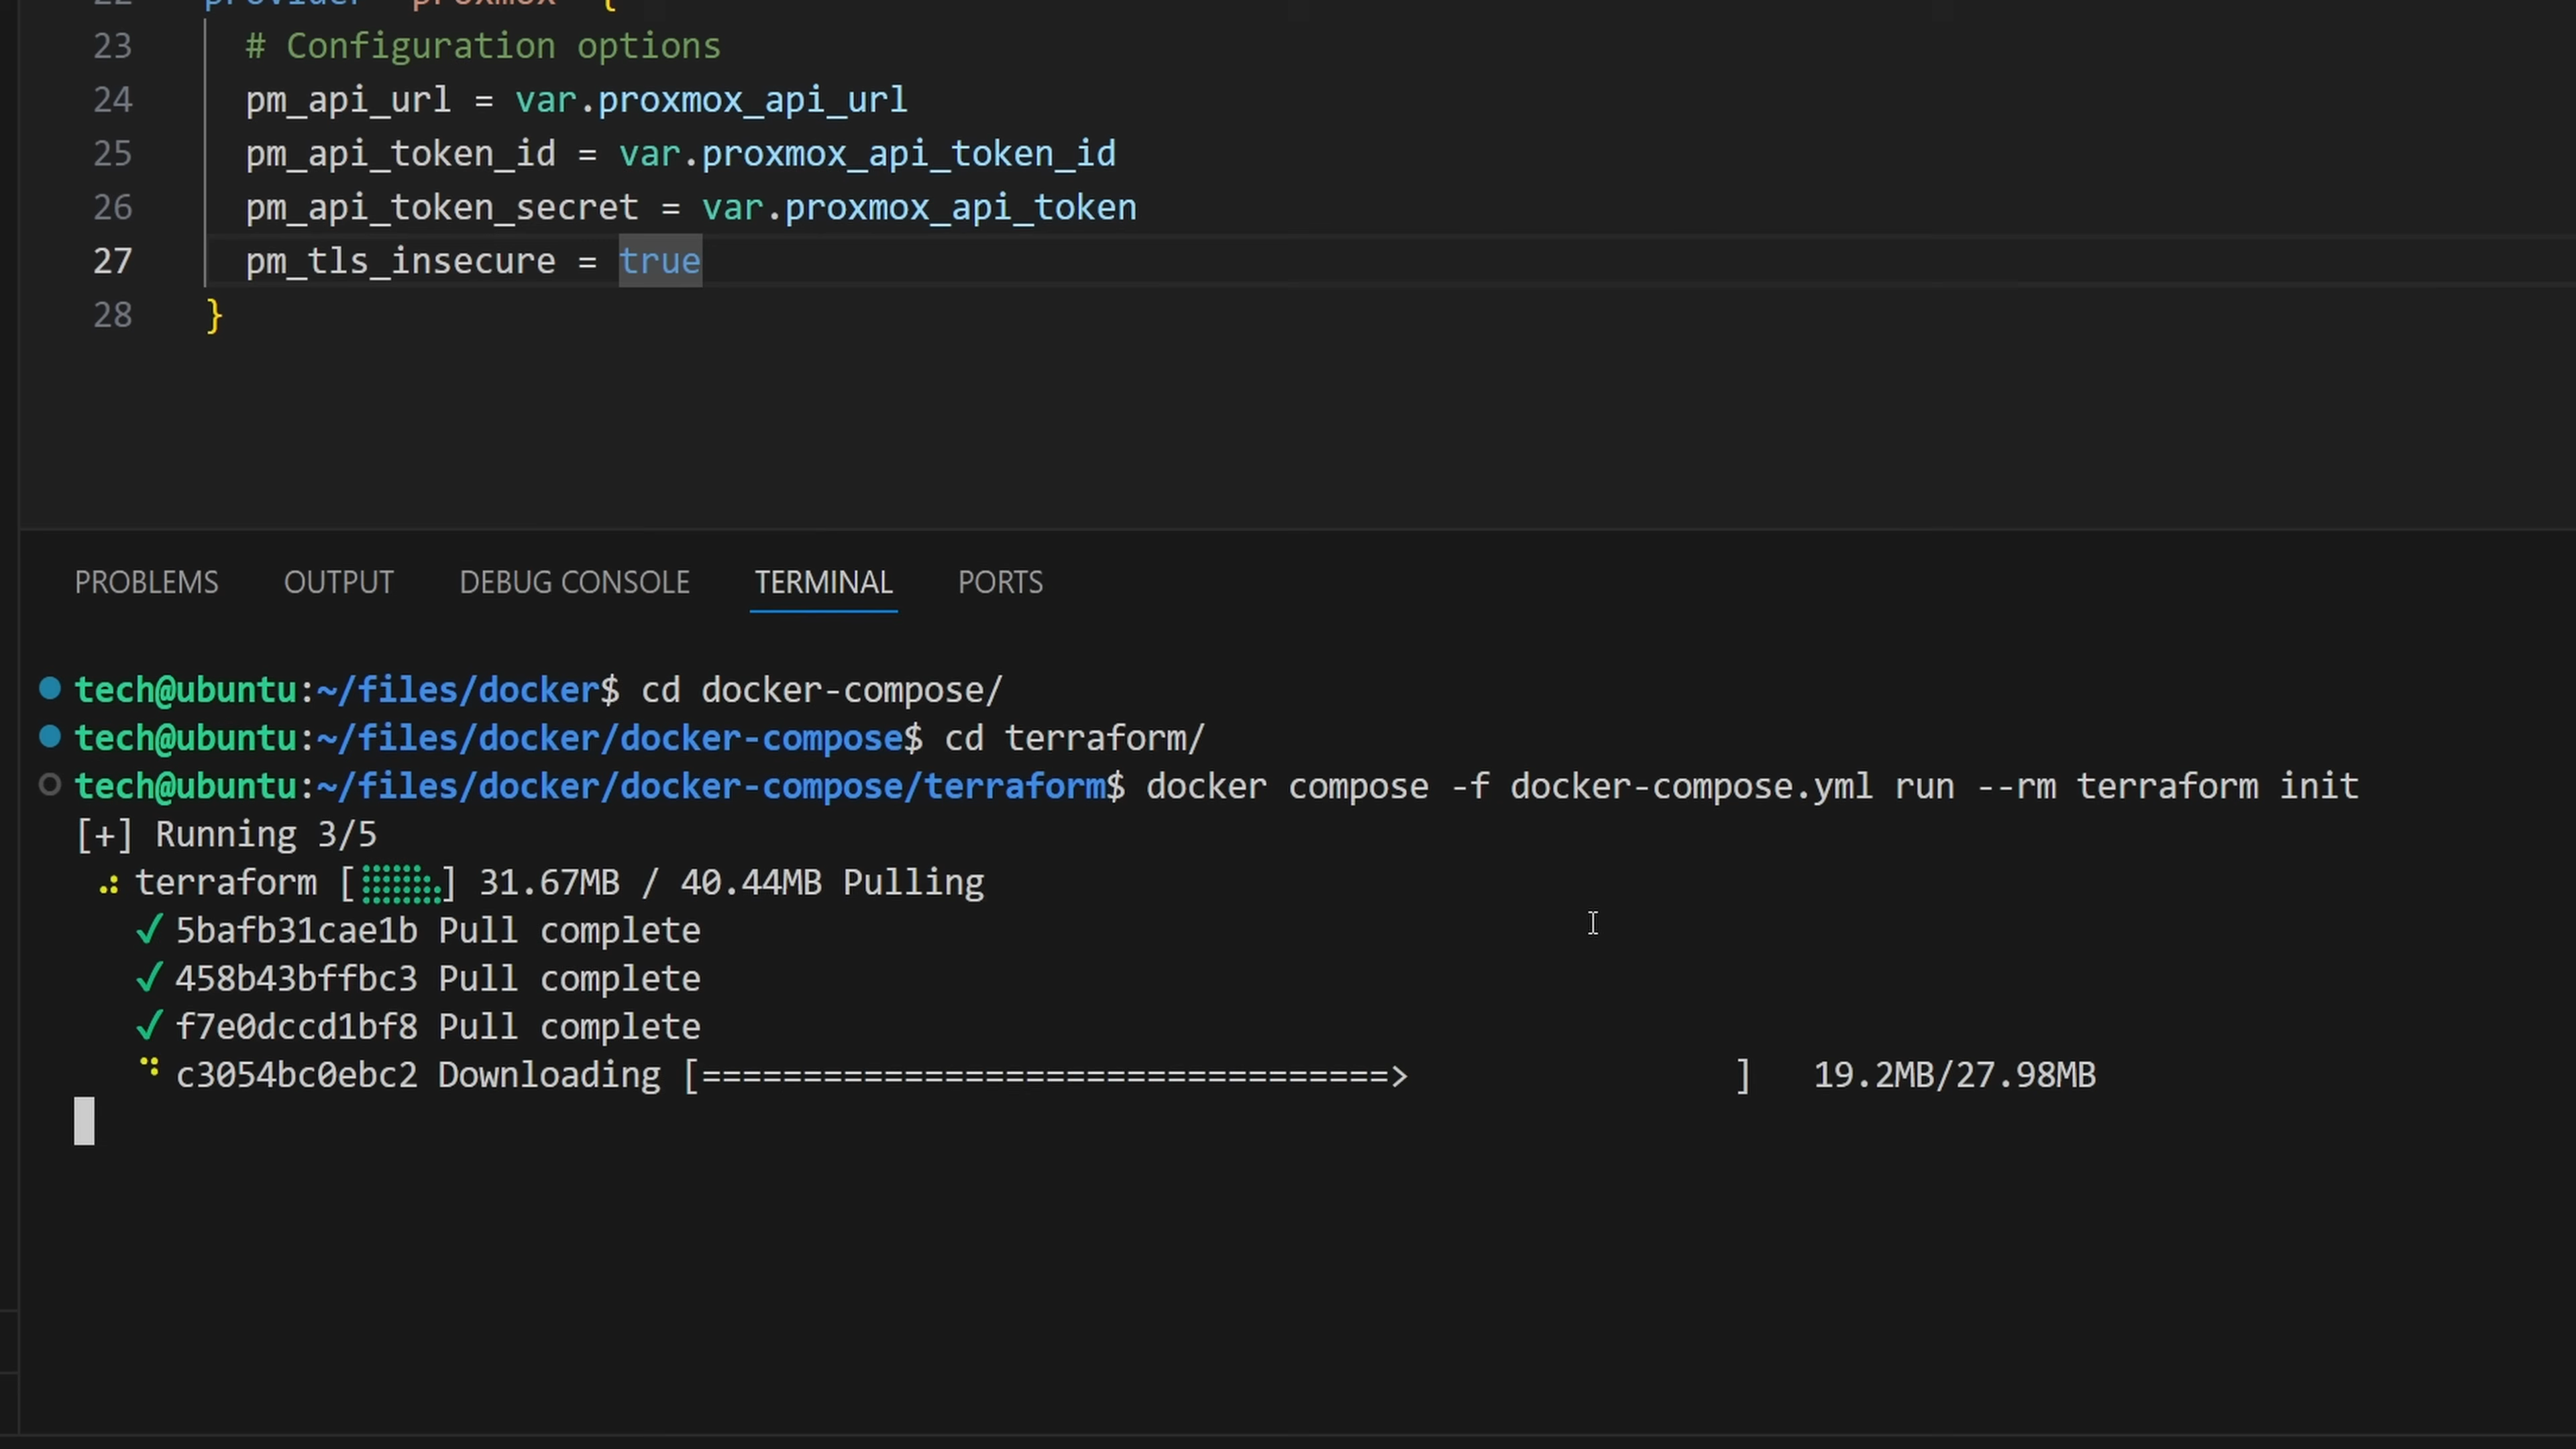 22 provider "proxmox" {
23 # Configuration options
24 pm_api_url = var.proxmox_api_url
25 pm_api_token_id = var.proxmox_api_token_id
26 pm_api_token_secret = var.proxmox_api_token
27 pm_tls_insecure = true
28 }
PROBLEMS OUTPUT DEBUG CONSOLE TERMINAL PORTS
tech@ubuntu:~/files/docker$ cd docker-compose/
tech@ubuntu:~/files/docker/docker-compose$ cd terraform/
tech@ubuntu:~/files/docker/docker-compose/terraform$ docker compose -f docker-compose.yml run --rm terraform init
[+] Running 3/5
terraform [⣿⣿⣿⣷] 31.67MB / 40.44MB Pulling
✓ 5bafb31cae1b Pull complete
✓ 458b43bffbc3 Pull complete
✓ f7e0dccd1bf8 Pull complete
c3054bc0ebc2 Downloading [==================================> ] 19.2MB/27.98MB